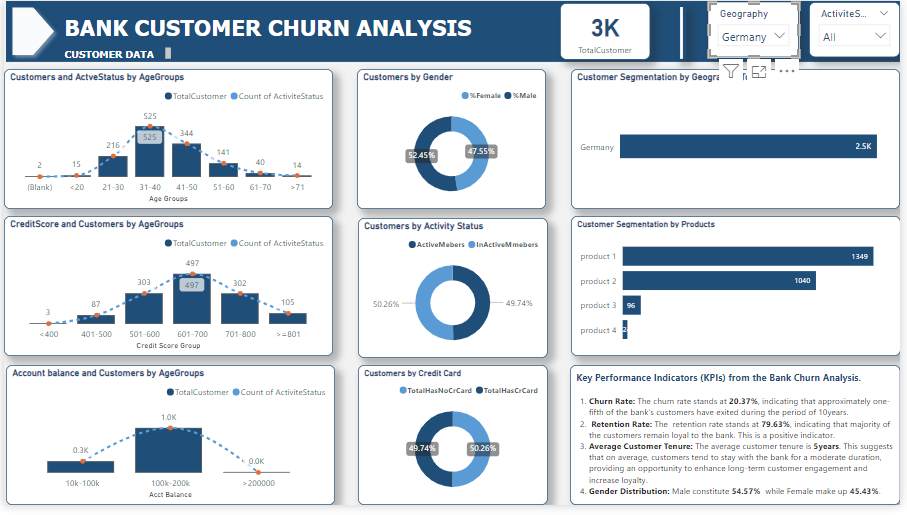 BANK CUSTOMER CHURN ANALYSIS
CUSTOMER DATA
3K
TotalCustomer
Geography
Germany
ActiviteS...
All
Customers and ActveStatus by AgeGroups
TotalCustomer Count of ActiviteStatus
2 15 216 525 344 141 40 14
525
(Blank) <20 21-30 31-40 41-50 51-60 61-70 >71
Age Groups
Customers by Gender
%Female %Male
52.45% 47.55%
Customer Segmentation by Geogra
Germany 2.5K
CreditScore and Customers by AgeGroups
TotalCustomer Count of ActiviteStatus
3 87 303 497 302 105
497
<400 401-500 501-600 601-700 701-800 >=801
Credit Score Group
Customers by Activity Status
ActiveMebers InActiveMmebers
50.26% 49.74%
Customer Segmentation by Products
product 1 1349
product 2 1040
product 3 96
product 4
Account balance and Customers by AgeGroups
TotalCustomer Count of ActiviteStatus
0.3K 1.0K 0.0K
10k-100k 100k-200k >200000
Acct Balance
Customers by Credit Card
TotalHasNoCrCard TotalHasCrCard
49.74% 50.26%
Key Performance Indicators (KPIs) from the Bank Churn Analysis.
1. Churn Rate: The churn rate stands at 20.37%, indicating that approximately one-
fifth of the bank's customers have exited during the period of 10years.
2. Retention Rate: The retention rate stands at 79.63%, indicating that majority of
the customers remain loyal to the bank. This is a positive indicator.
3. Average Customer Tenure: The average customer tenure is 5years. This suggests
that on average, customers tend to stay with the bank for a moderate duration,
providing an opportunity to enhance long-term customer engagement and
increase loyalty.
4. Gender Distribution: Male constitute 54.57% while Female make up 45.43%.